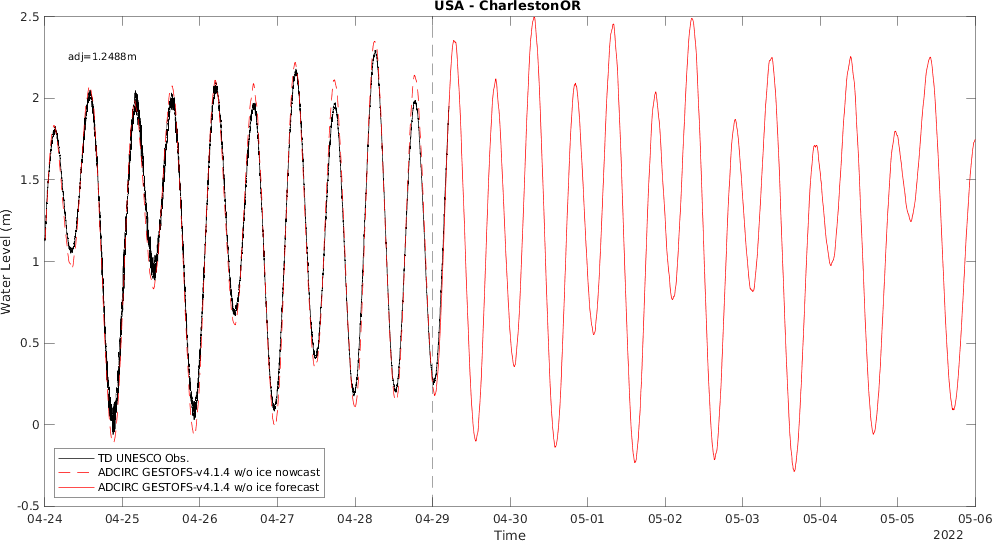 USA - CharlestonOR
adj=1.2488m
2.5
2
1.5
1
0.5
0
-0.5
Water Level (m)
TD UNESCO Obs.
ADCIRC GESTOFS-v4.1.4 w/o ice nowcast
ADCIRC GESTOFS-v4.1.4 w/o ice forecast
04-24 04-25 04-26 04-27 04-28 04-29 04-30 05-01 05-02 05-03 05-04 05-05 05-06
Time
2022